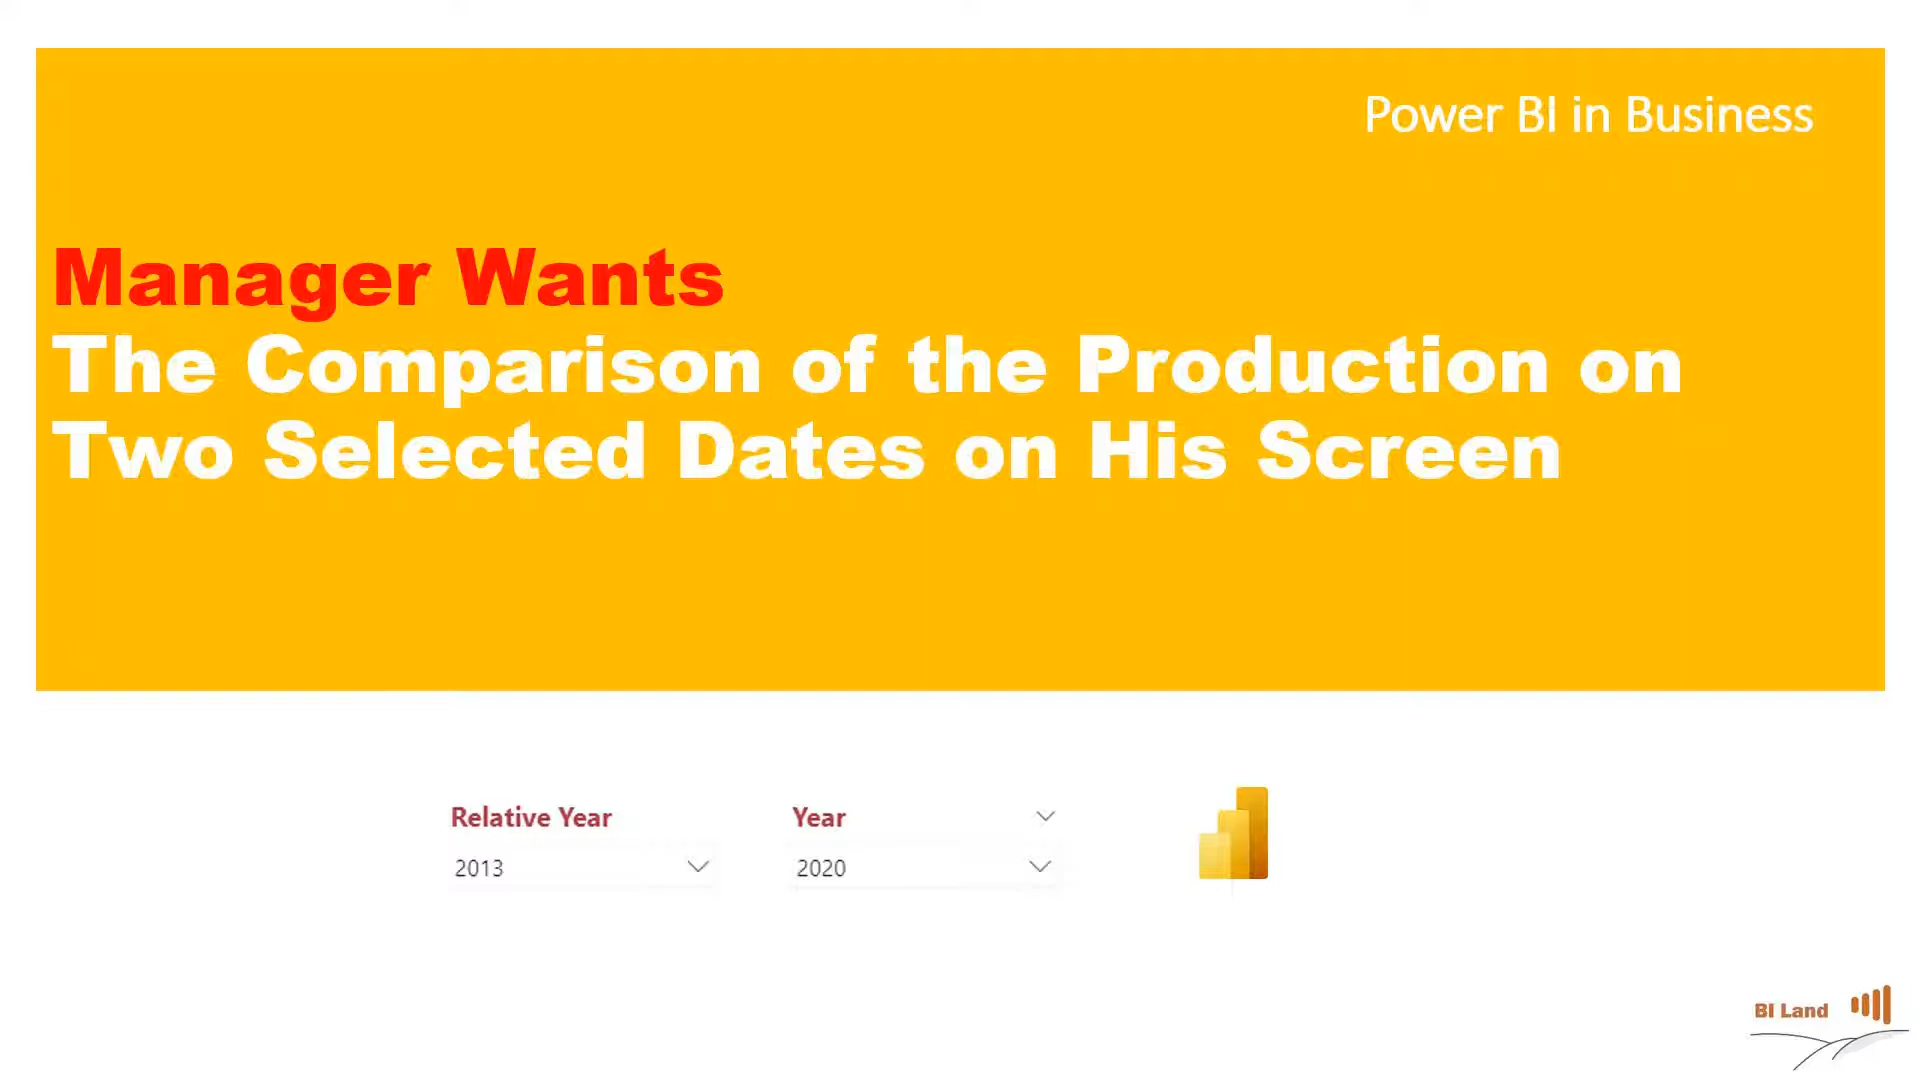 Power BI in Business
Manager Wants
The Comparison of the Production on
Two Selected Dates on His Screen
Relative Year
Year
2013
2020
BI Land